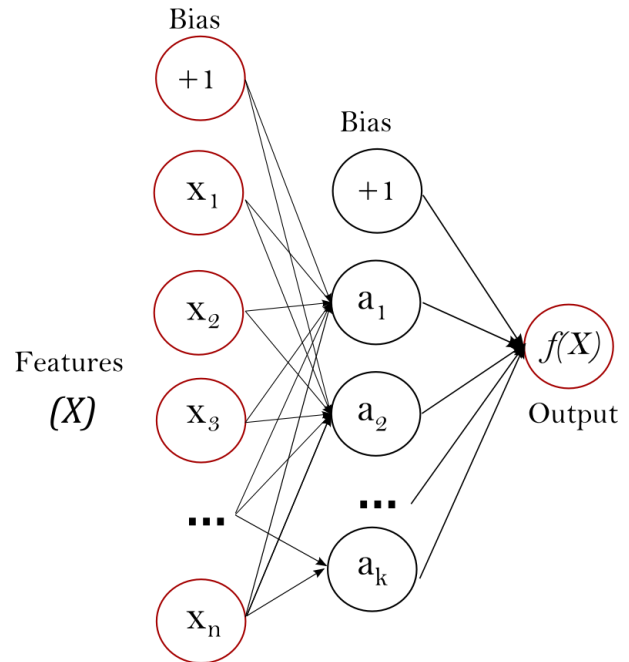 Bias
+1
x₁
x₂
x₃
...
xₙ
Features
(X)
Bias
+1
a₁
a₂
...
aₖ
f(X)
Output